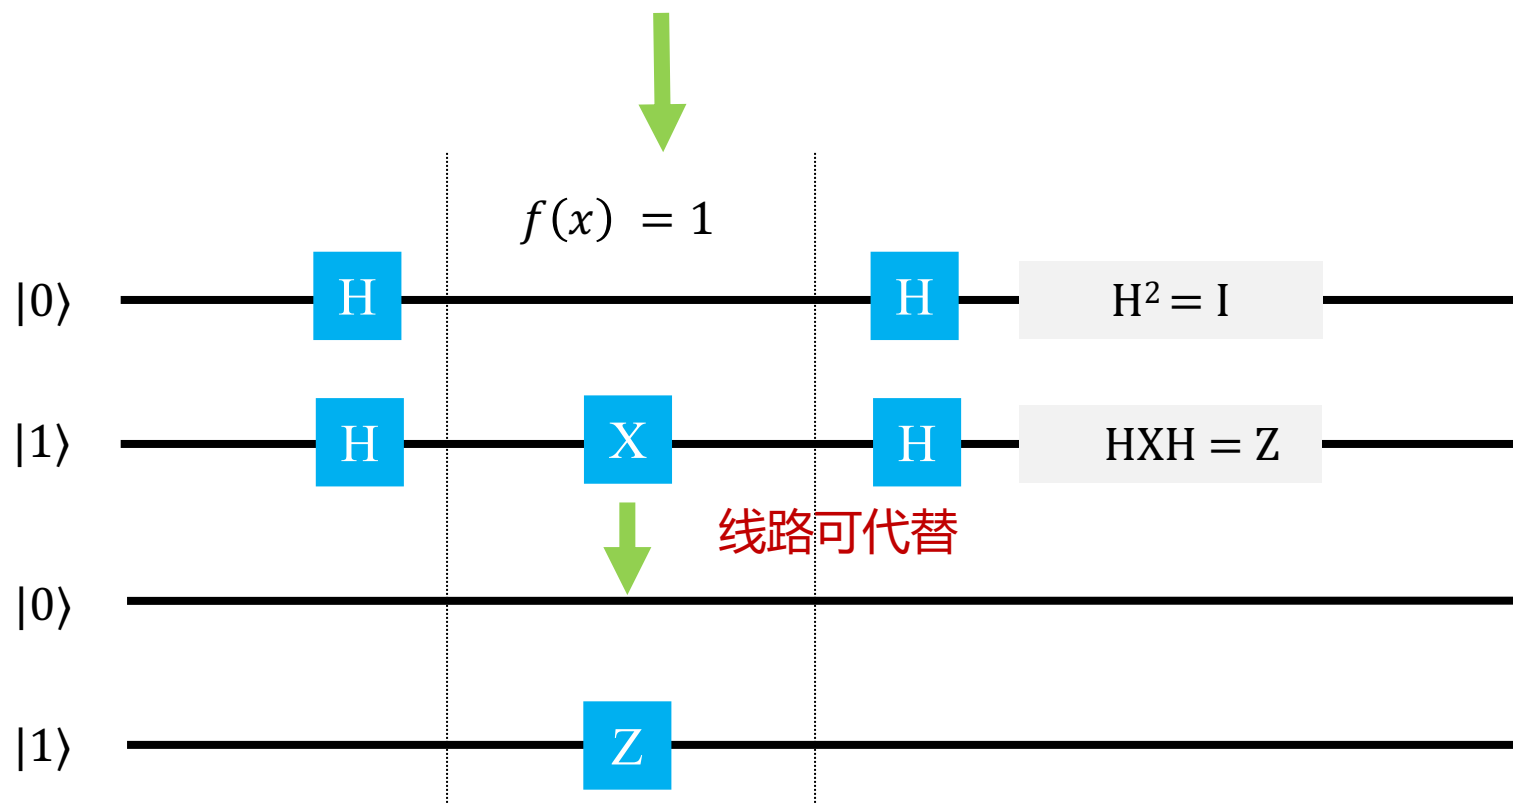 f(x) = 1
|0⟩ H H H² = I
|1⟩ H X H HXH = Z
线路可代替
|0⟩
|1⟩ Z